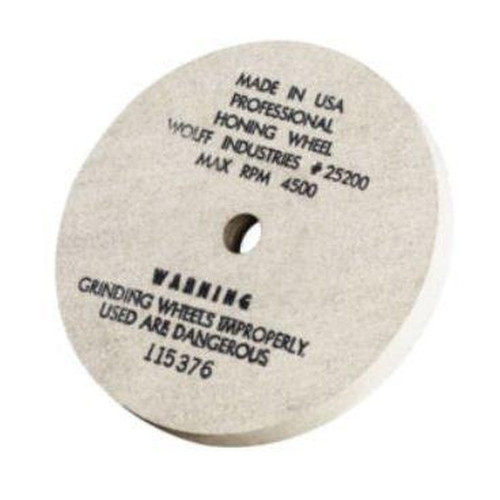 MADE IN USA
PROFESSIONAL
HONING WHEEL
WOLFF INDUSTRIES #25200
MAX RPM 4500
WARNING
GRINDING WHEELS IMPROPERLY
USED ARE DANGEROUS
115376